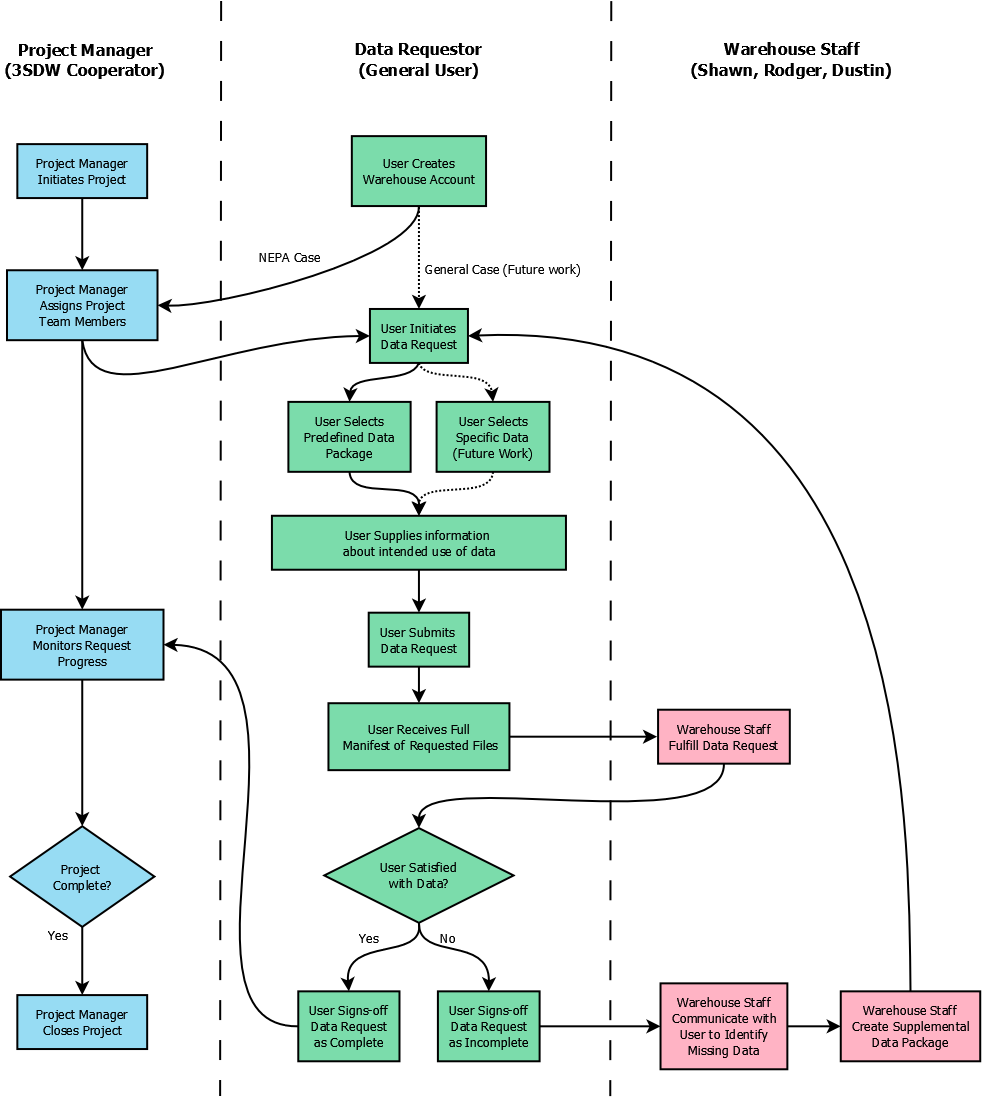 Project Manager
(3SDW Cooperator)
Data Requestor
(General User)
Warehouse Staff
(Shawn, Rodger, Dustin)
Project Manager
Initiates Project
User Creates
Warehouse Account
NEPA Case
General Case (Future work)
Project Manager
Assigns Project
Team Members
User Initiates
Data Request
User Selects
Predefined Data
Package
User Selects
Specific Data
(Future Work)
User Supplies information
about intended use of data
Project Manager
Monitors Request
Progress
User Submits
Data Request
User Receives Full
Manifest of Requested Files
Warehouse Staff
Fulfill Data Request
Project
Complete?
User Satisfied
with Data?
Yes
Yes
No
Project Manager
Closes Project
User Signs-off
Data Request
as Complete
User Signs-off
Data Request
as Incomplete
Warehouse Staff
Communicate with
User to Identify
Missing Data
Warehouse Staff
Create Supplemental
Data Package